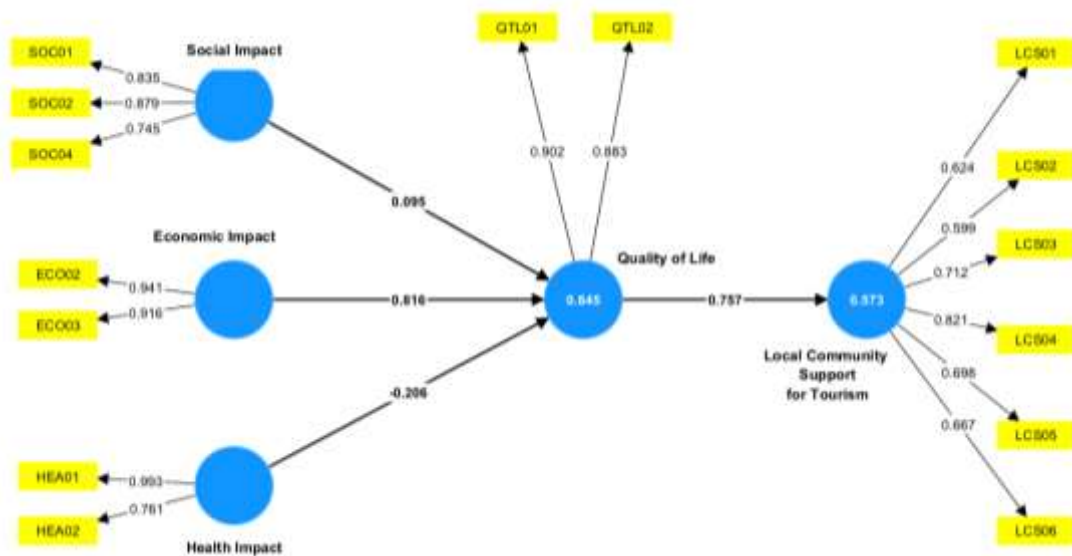 Social Impact
SOC01
SOC02
SOC04
0.835
0.879
0.745
0.095
Economic Impact
ECO02
ECO03
0.941
0.916
0.816
HEA01
HEA02
0.993
0.761
-0.206
Health Impact
QTL01
QTL02
0.902
0.883
Quality of Life
0.645
0.757
0.573
Local Community
Support
for Tourism
LCS01
LCS02
LCS03
LCS04
LCS05
LCS06
0.624
0.599
0.712
0.821
0.698
0.667